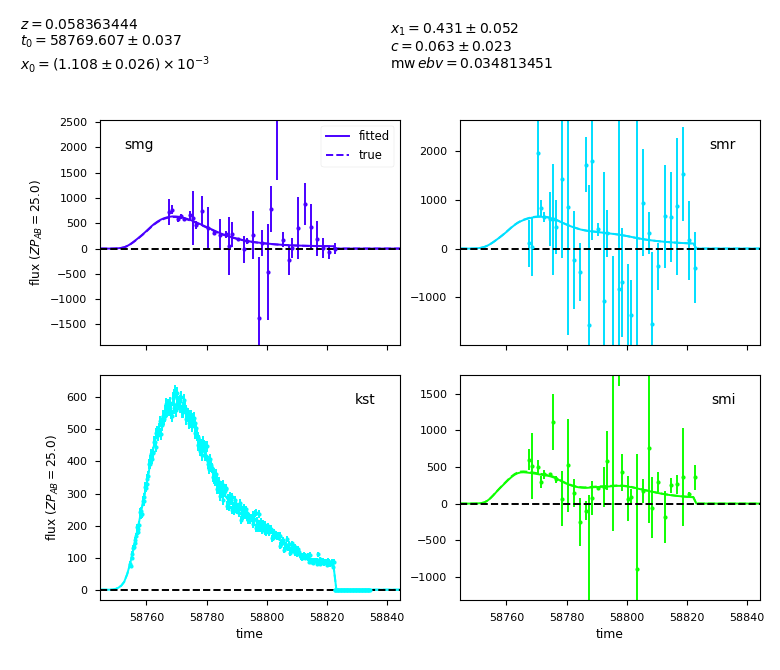 z = 0.058363444
t₀ = 58769.607 ± 0.037
x₀ = (1.108 ± 0.026) × 10⁻³
x₁ = 0.431 ± 0.052
c = 0.063 ± 0.023
mw ebv = 0.034813451
smg
fitted
true
2500
2000
1500
1000
500
0
−500
−1000
−1500
flux (ZP_AB = 25.0)
smr
2000
1000
0
−1000
kst
600
500
400
300
200
100
0
flux (ZP_AB = 25.0)
58760 58780 58800 58820 58840
time
smi
1500
1000
500
0
−500
−1000
58760 58780 58800 58820 58840
time